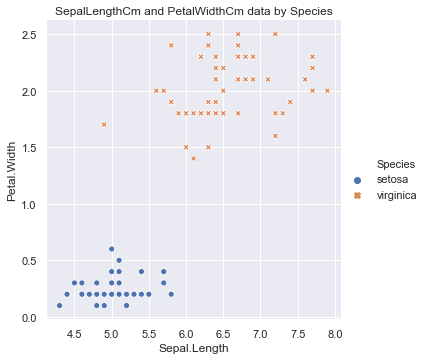 SepalLengthCm and PetalWidthCm data by Species
2.5
2.0
1.5
1.0
0.5
0.0
Petal.Width
4.5 5.0 5.5 6.0 6.5 7.0 7.5 8.0
Sepal.Length
Species
setosa
virginica